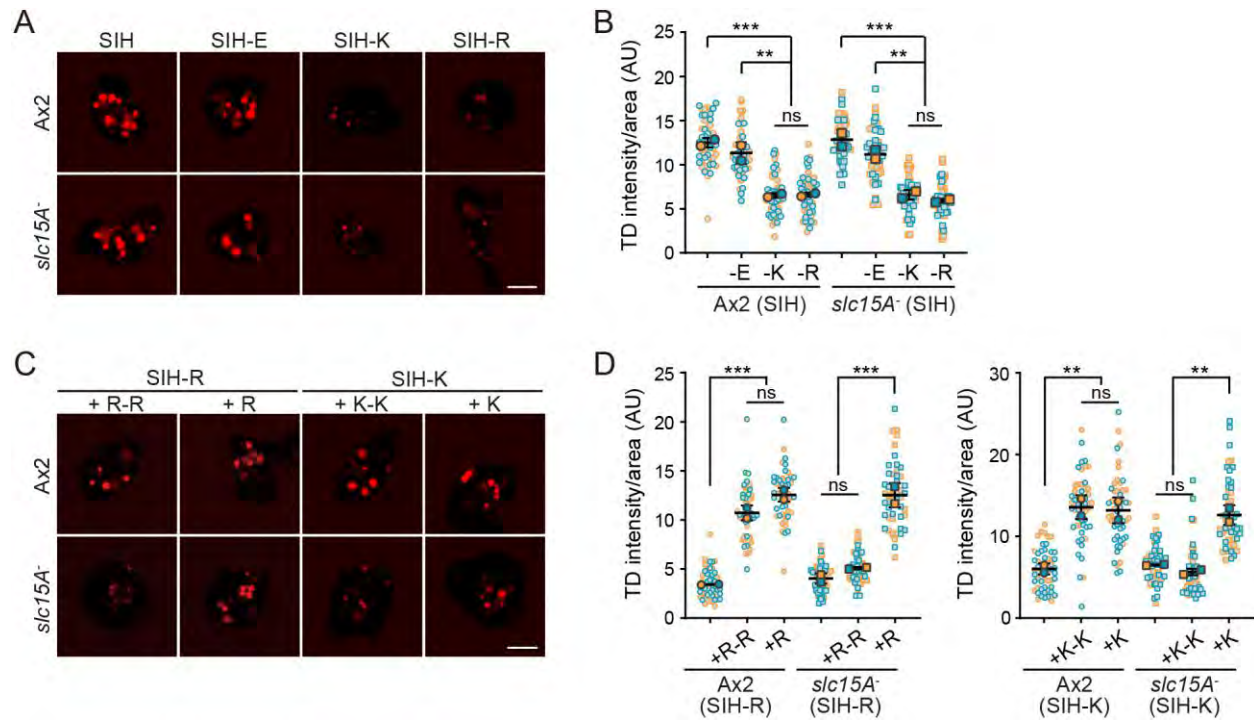 A
SIH SIH-E SIH-K SIH-R
Ax2
slc15A-
B
TD intensity/area (AU)
25
20
15
10
5
0
***
**
ns
***
**
ns
-E -K -R -E -K -R
Ax2 (SIH) slc15A- (SIH)
C
SIH-R SIH-K
+ R-R + R + K-K + K
Ax2
slc15A-
D
TD intensity/area (AU)
25
20
15
10
5
0
***
ns
***
ns
+R-R +R +R-R +R
Ax2 slc15A-
(SIH-R) (SIH-R)
TD intensity/area (AU)
30
20
10
0
**
ns
**
ns
+K-K +K +K-K +K
Ax2 slc15A-
(SIH-K) (SIH-K)